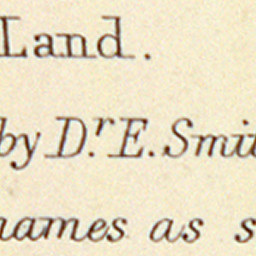 Land.
by Dr. E. Smi
names as s